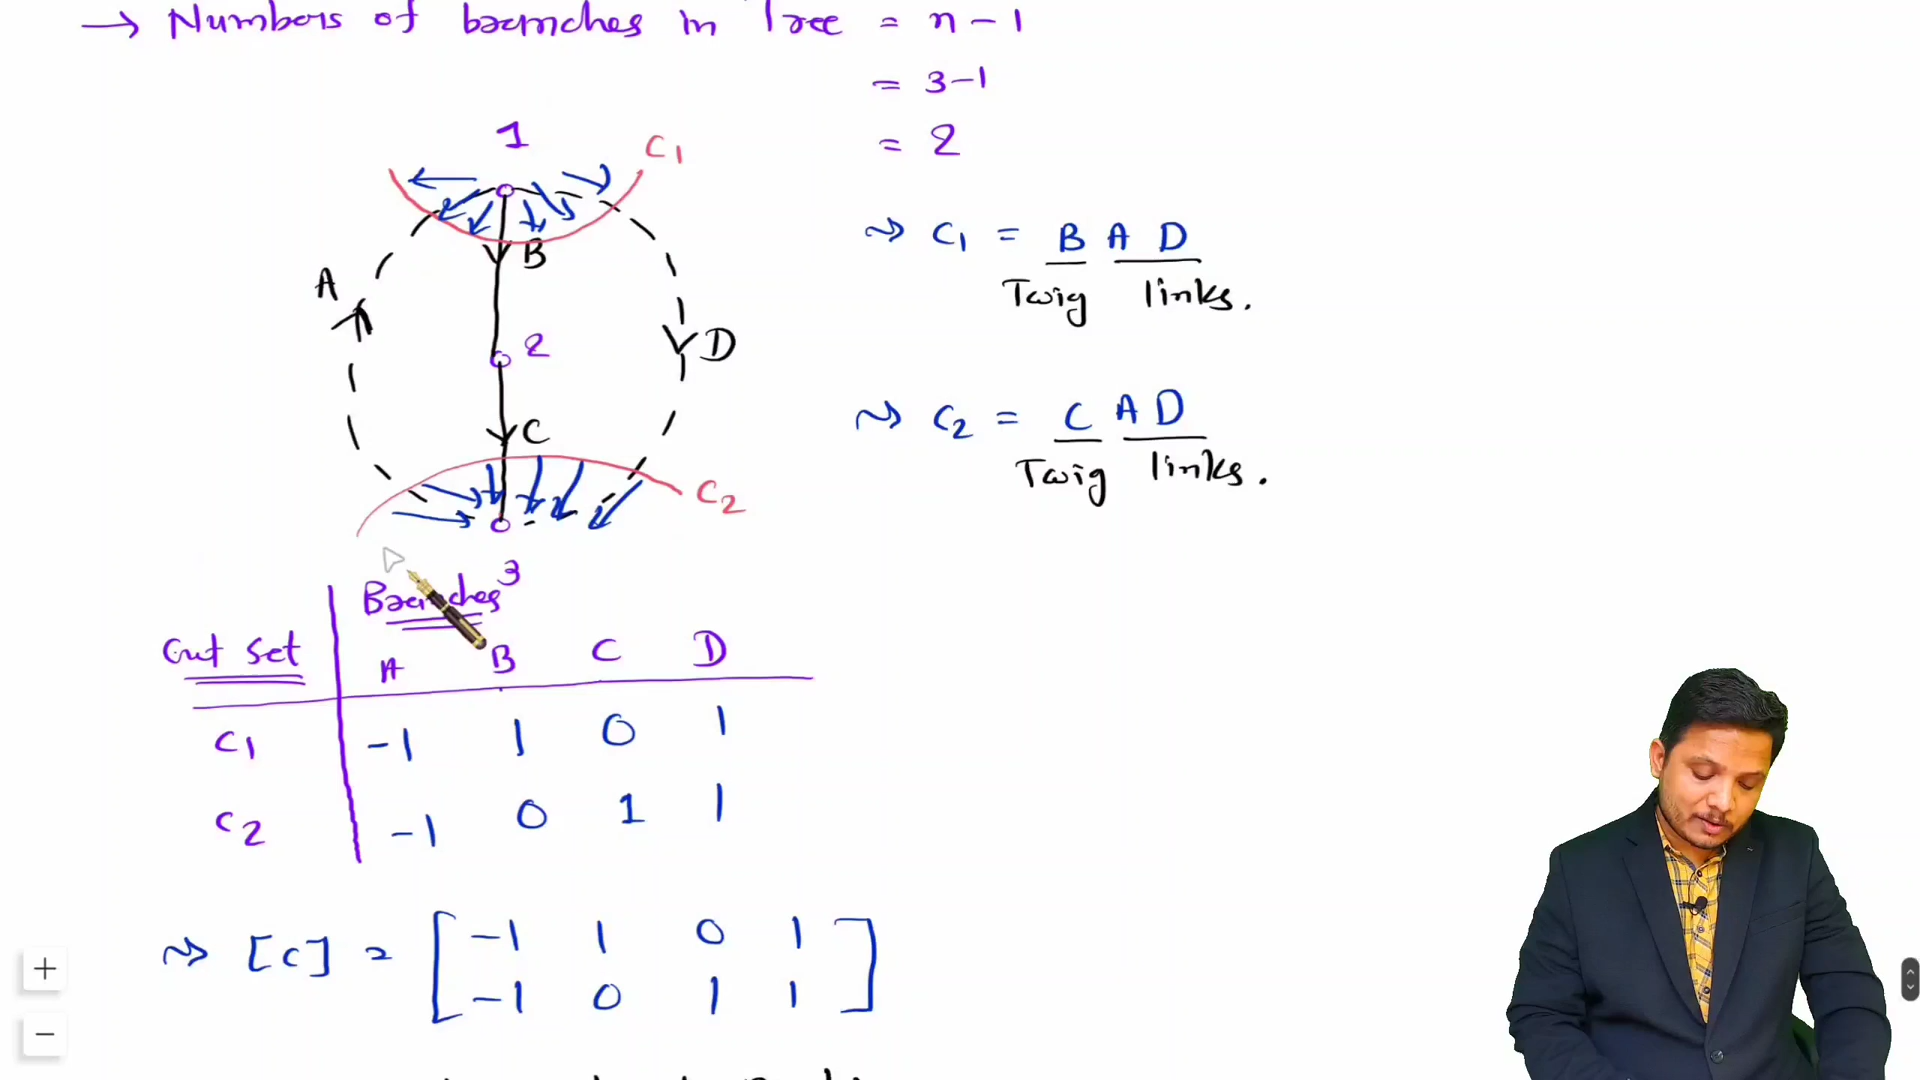 → Numbers of branches in Tree = n - 1
= 3-1
= 2
1
C1
B
A
2
D
C
C2
3
⇝ C1 = B A D
Twig links.
⇝ C2 = C A D
Twig links.
Branches
Cut set A B C D
C1 -1 1 0 1
C2 -1 0 1 1
⇝ [C] = [ -1 1 0 1
-1 0 1 1 ]